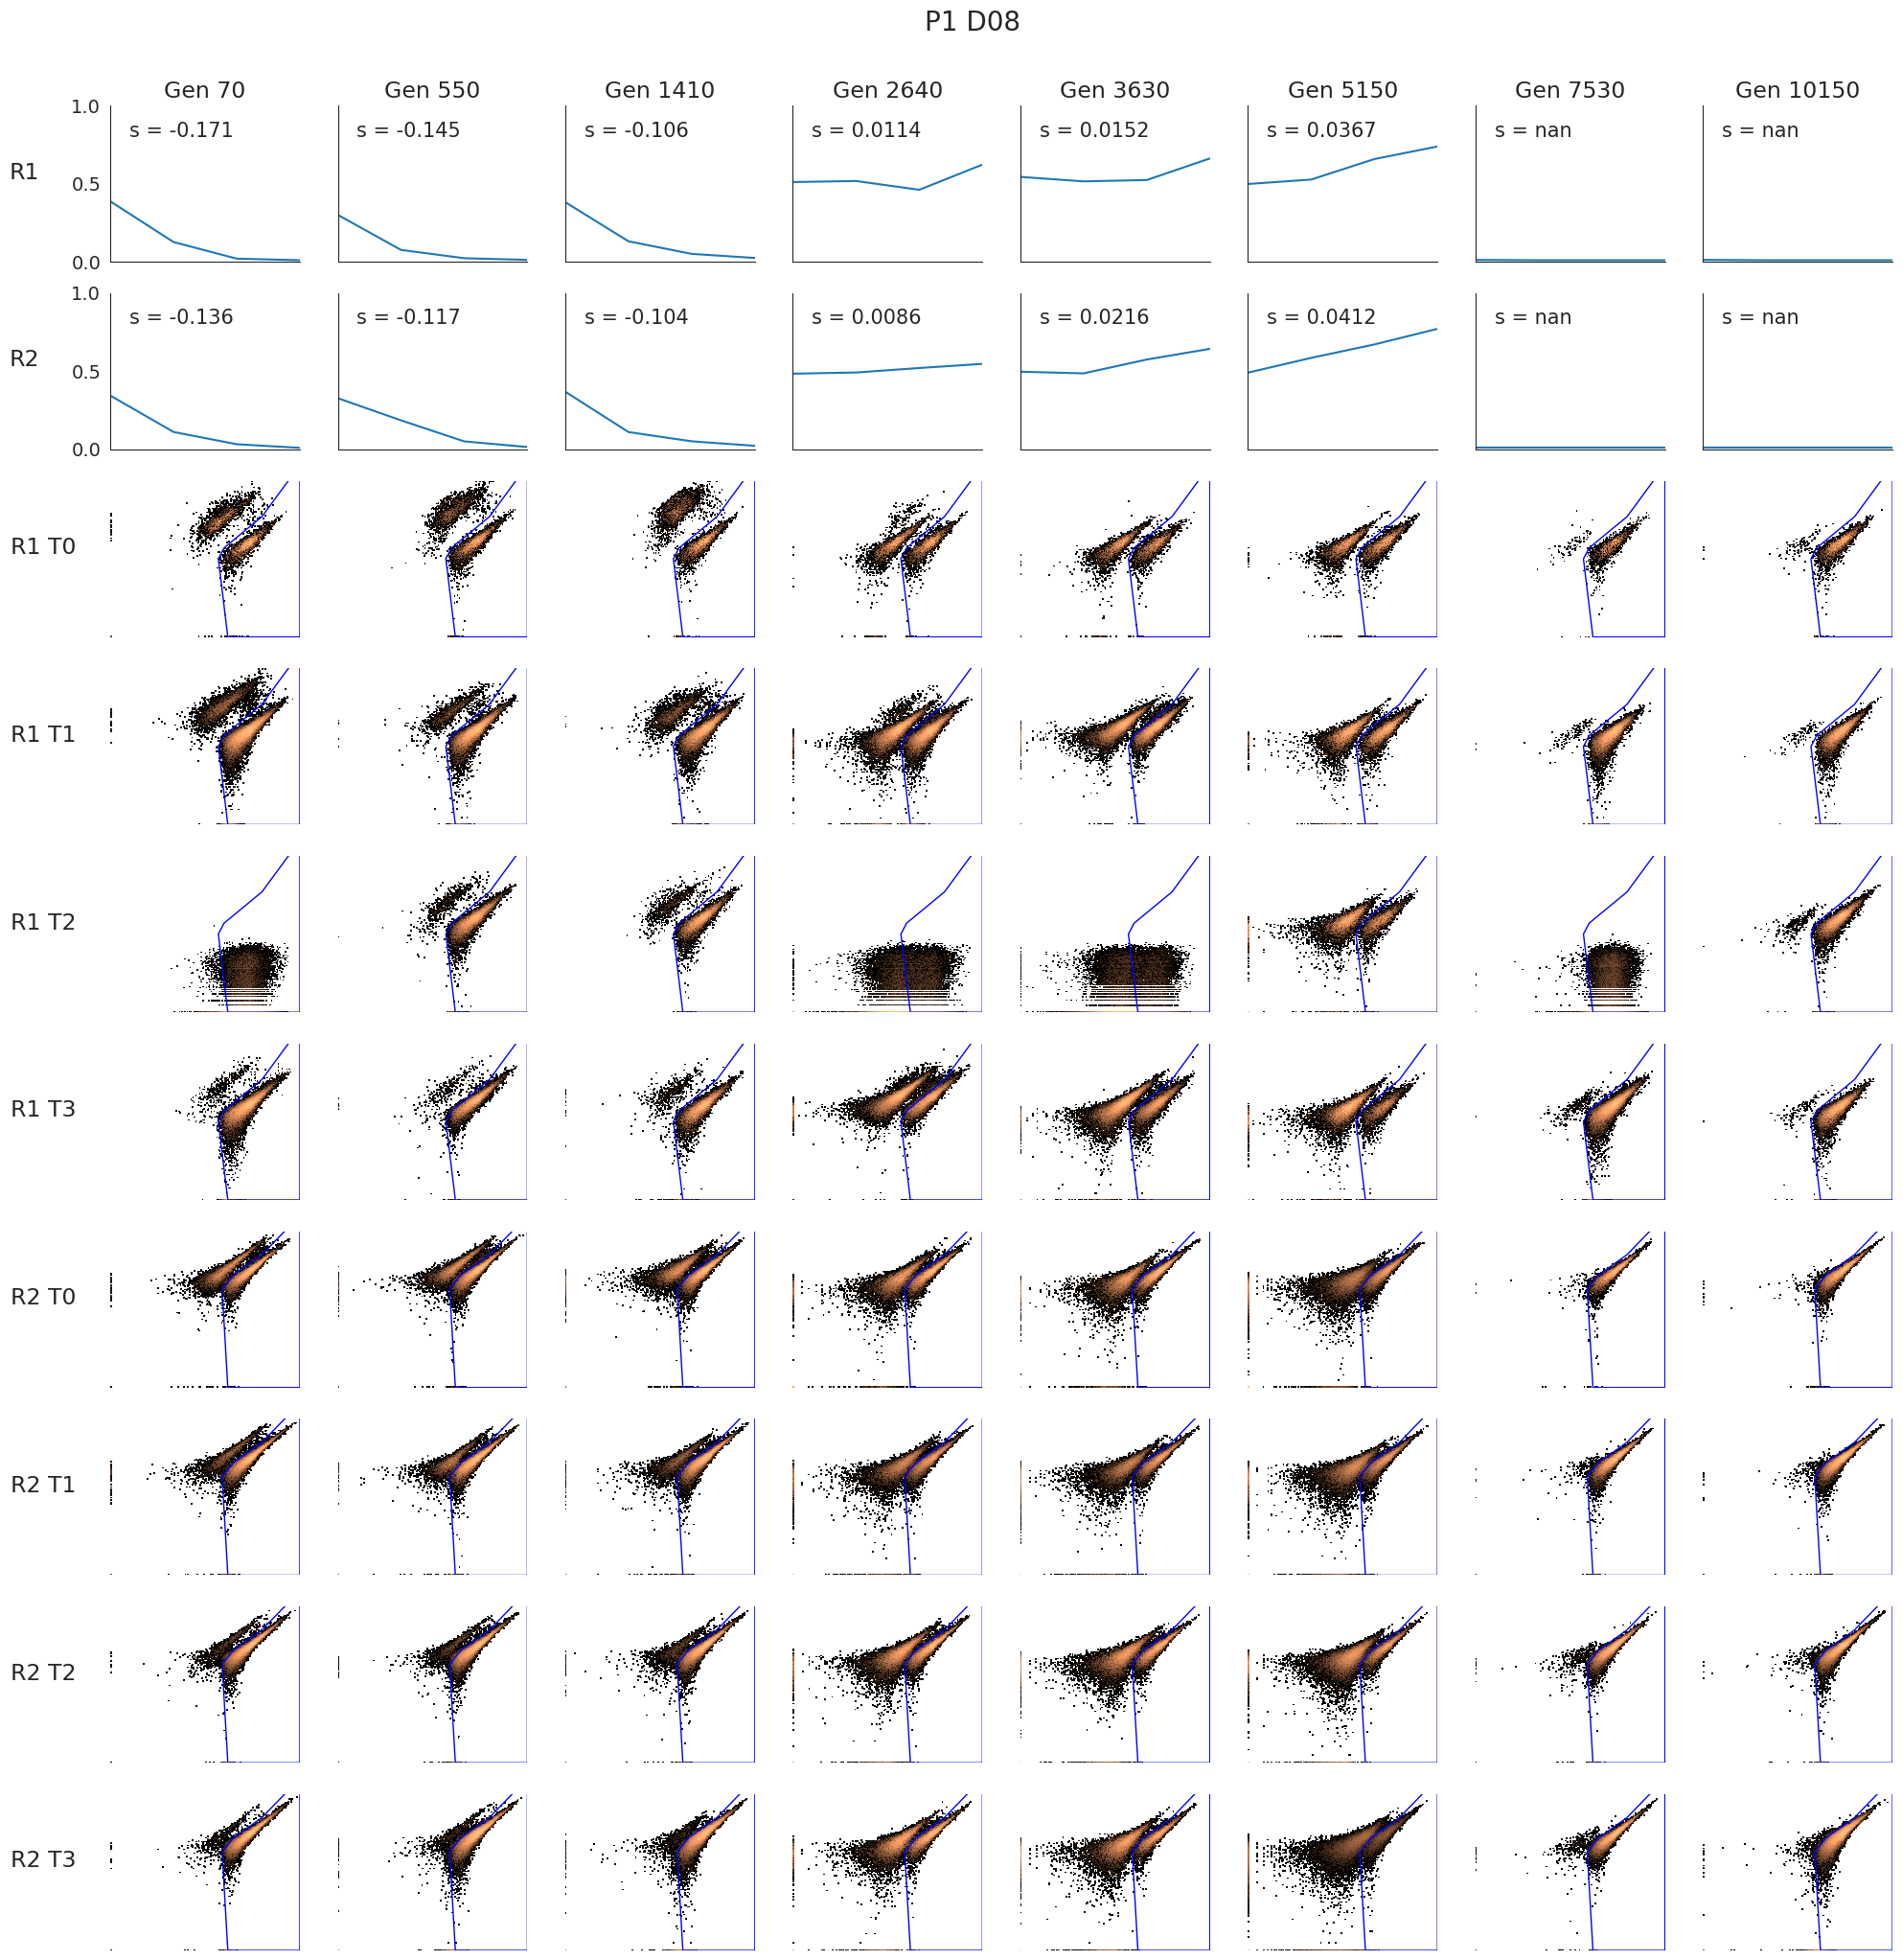 P1 D08
Gen 70 Gen 550 Gen 1410 Gen 2640 Gen 3630 Gen 5150 Gen 7530 Gen 10150
1.0
s = -0.171 s = -0.145 s = -0.106 s = 0.0114 s = 0.0152 s = 0.0367 s = nan s = nan
R1
0.5
0.0
1.0
s = -0.136 s = -0.117 s = -0.104 s = 0.0086 s = 0.0216 s = 0.0412 s = nan s = nan
R2
0.5
0.0
R1 T0
R1 T1
R1 T2
R1 T3
R2 T0
R2 T1
R2 T2
R2 T3